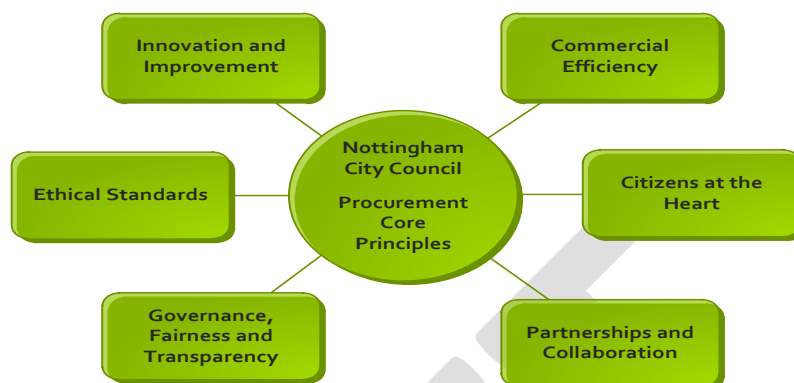 Innovation and
Improvement
Commercial
Efficiency
Nottingham
City Council
Procurement
Core
Principles
Ethical Standards
Citizens at the
Heart
Governance,
Fairness and
Transparency
Partnerships and
Collaboration